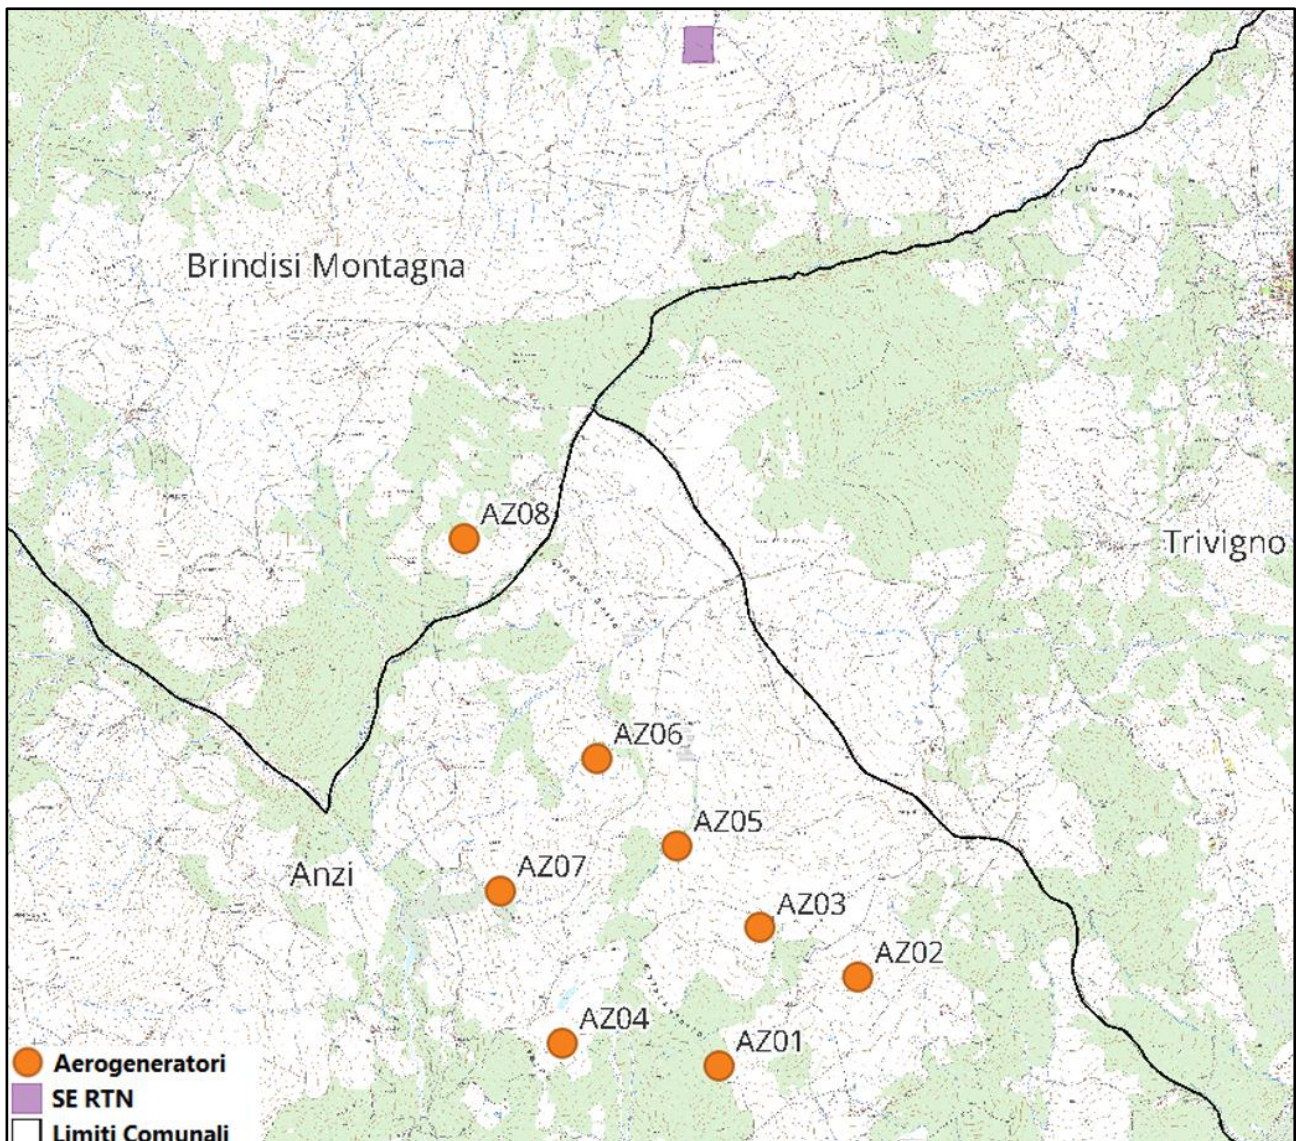 Brindisi Montagna
AZ08
Trivigno
AZ06
AZ05
AZ07
Anzi
AZ03
AZ02
AZ04
AZ01
Aerogeneratori
SE RTN
Limiti Comunali